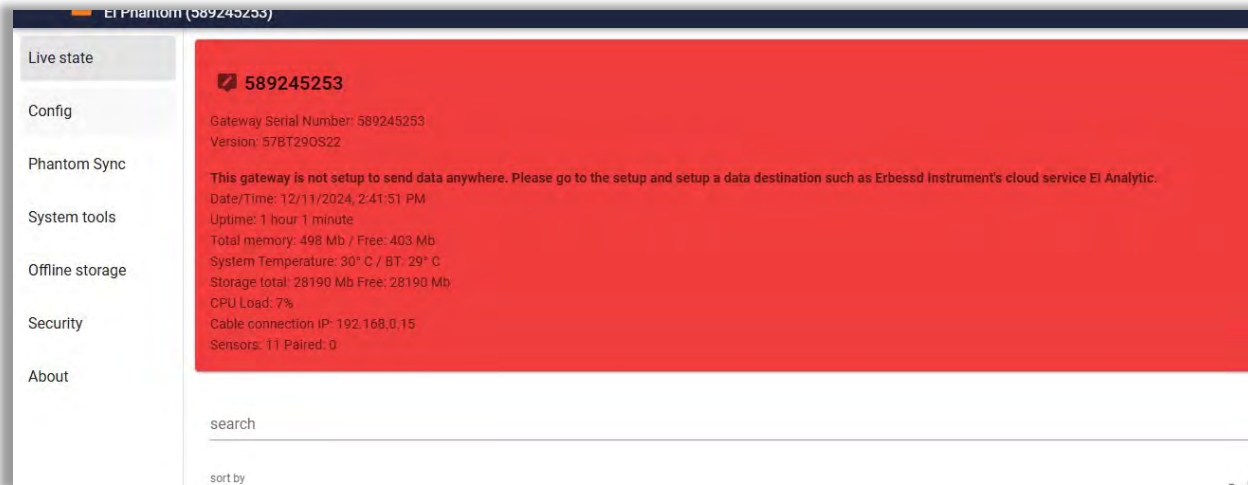 EI Phantom (589245253)
Live state
Config
Phantom Sync
System tools
Offline storage
Security
About
589245253
Gateway Serial Number: 589245253
Version: 57BT29OS22
This gateway is not setup to send data anywhere. Please go to the setup and setup a data destination such as Erbessd instrument's cloud service EI Analytic.
Date/Time: 12/11/2024, 2:41:51 PM
Uptime: 1 hour 1 minute
Total memory: 498 Mb / Free: 403 Mb
System Temperature: 30° C / BT: 29° C
Storage total: 28190 Mb Free: 28190 Mb
CPU Load: 7%
Cable connection IP: 192.168.0.15
Sensors: 11 Paired: 0
search
sort by